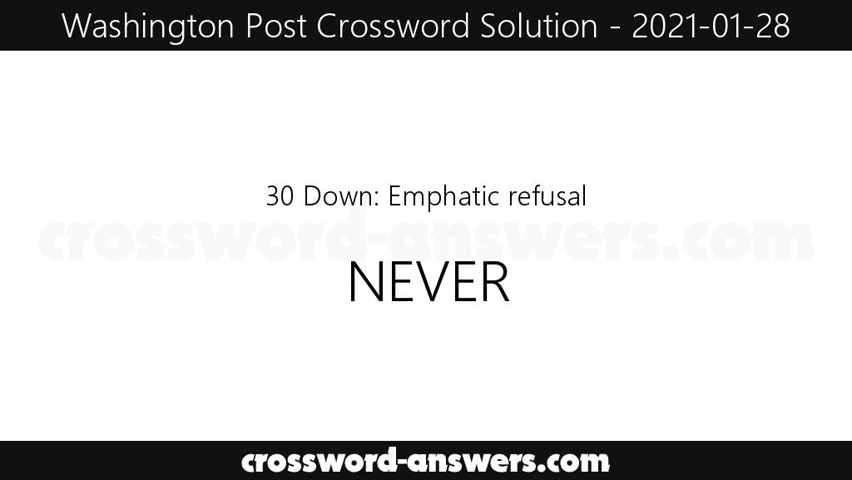 Washington Post Crossword Solution - 2021-01-28
30 Down: Emphatic refusal
crossword-answers.com
NEVER
crossword-answers.com